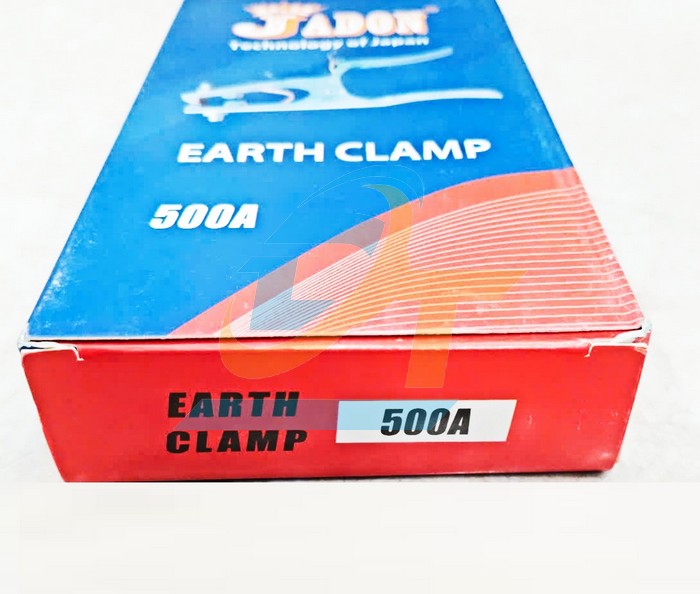 JADON
Technology of Japan
EARTH CLAMP
500A
EARTH
CLAMP
500A